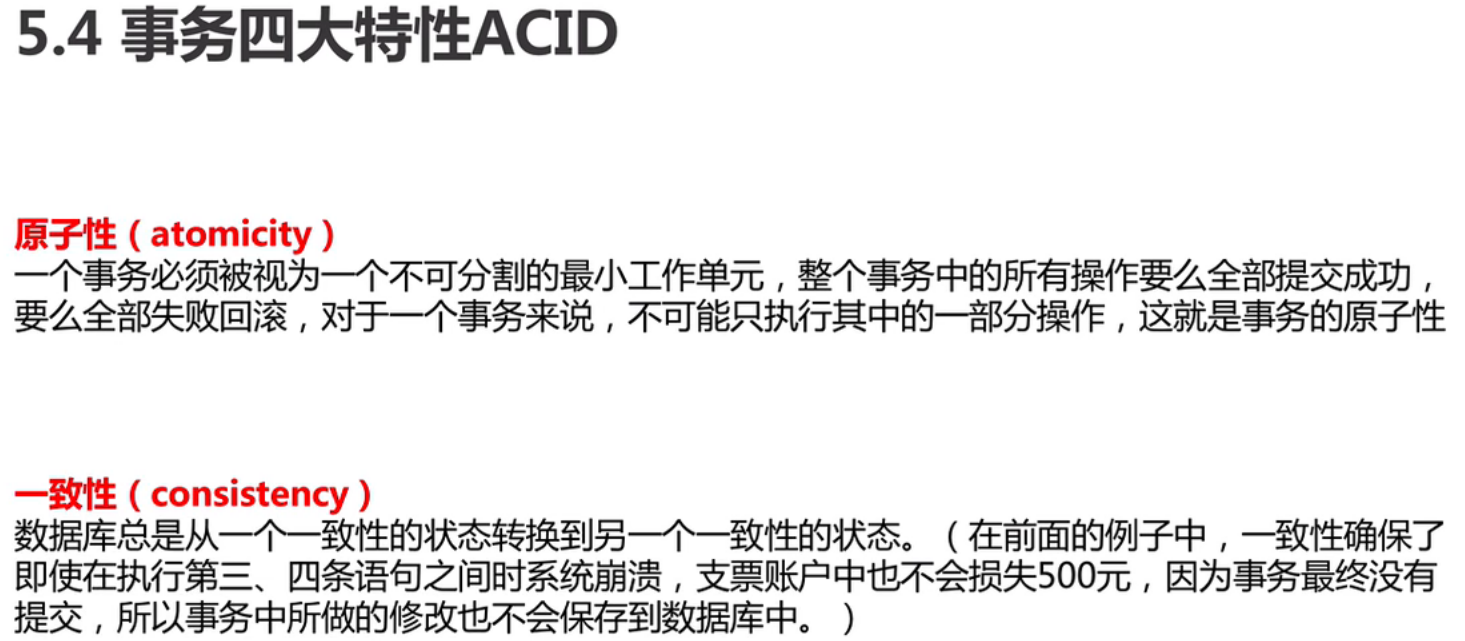 5.4 事务四大特性ACID
原子性（atomicity）
一个事务必须被视为一个不可分割的最小工作单元，整个事务中的所有操作要么全部提交成功，
要么全部失败回滚，对于一个事务来说，不可能只执行其中的一部分操作，这就是事务的原子性
一致性（consistency）
数据库总是从一个一致性的状态转换到另一个一致性的状态。（在前面的例子中，一致性确保了
即使在执行第三、四条语句之间时系统崩溃，支票账户中也不会损失500元，因为事务最终没有
提交，所以事务中所做的修改也不会保存到数据库中。）